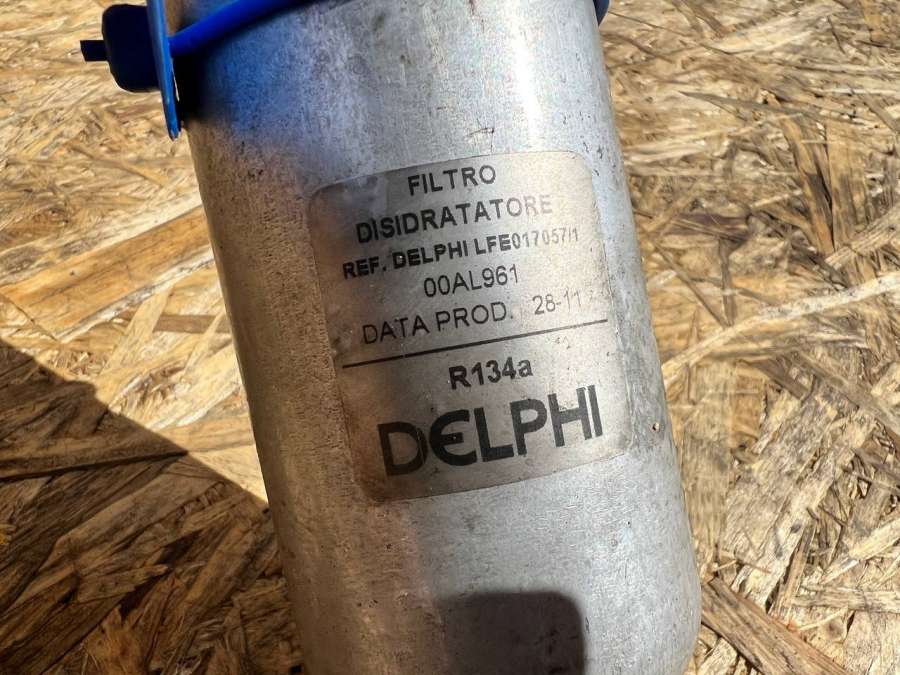 FILTRO
DISIDRATATORE
REF. DELPHI LFE017057/1
00AL961
DATA PROD. 28-11
R134a
DELPHI